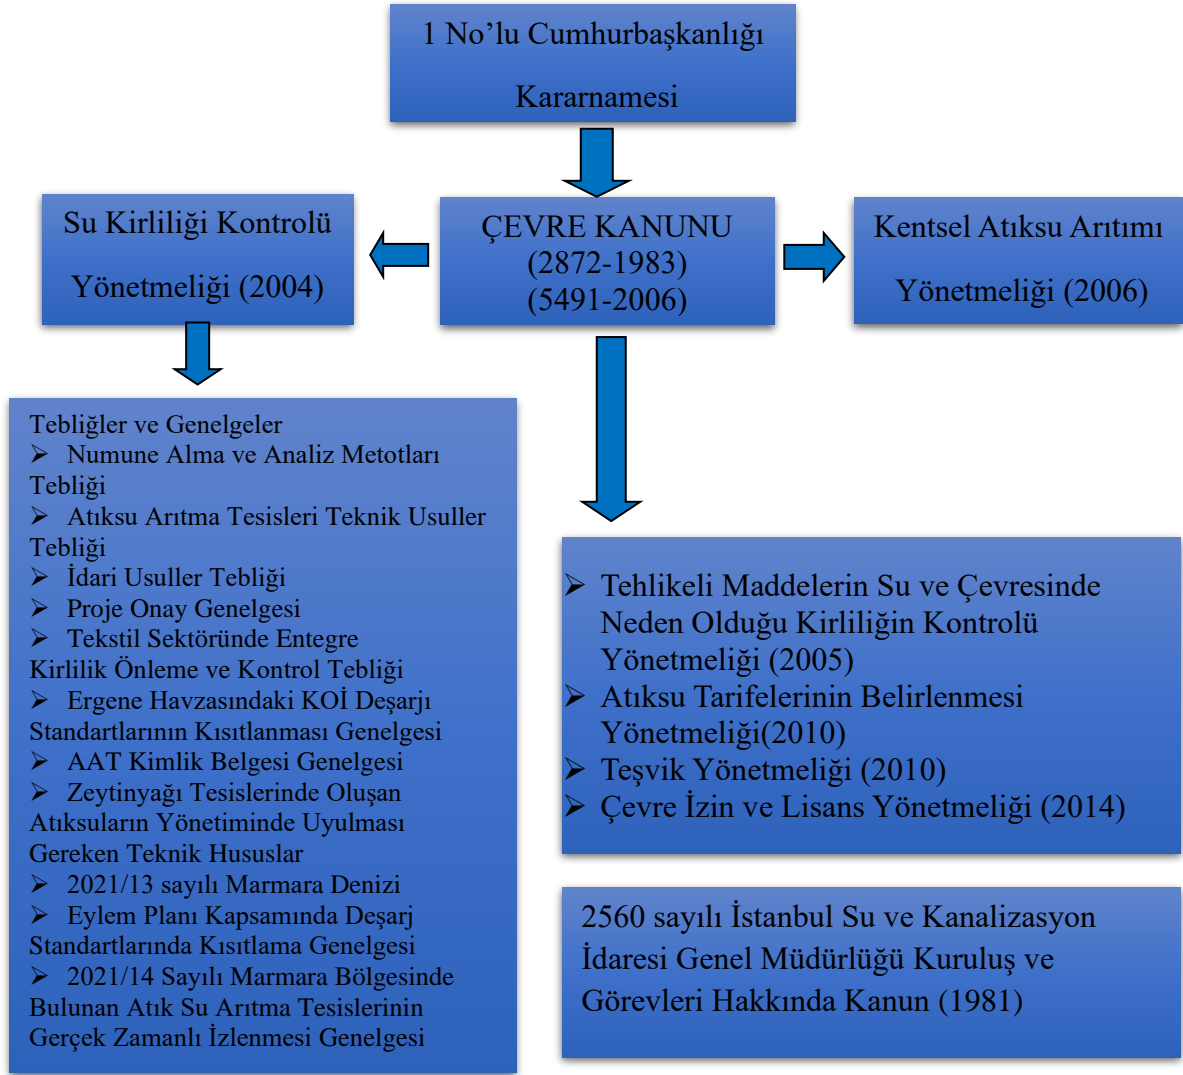 1 No’lu Cumhurbaşkanlığı
Kararnamesi
Su Kirliliği Kontrolü
Yönetmeliği (2004)
ÇEVRE KANUNU
(2872-1983)
(5491-2006)
Kentsel Atıksu Arıtımı
Yönetmeliği (2006)
Tebliğler ve Genelgeler
➢ Numune Alma ve Analiz Metotları
Tebliği
➢ Atıksu Arıtma Tesisleri Teknik Usuller
Tebliği
➢ İdari Usuller Tebliği
➢ Proje Onay Genelgesi
➢ Tekstil Sektöründe Entegre
Kirlilik Önleme ve Kontrol Tebliği
➢ Ergene Havzasındaki KOİ Deşarjı
Standartlarının Kısıtlanması Genelgesi
➢ AAT Kimlik Belgesi Genelgesi
➢ Zeytinyağı Tesislerinde Oluşan
Atıksuların Yönetiminde Uyulması
Gereken Teknik Hususlar
➢ 2021/13 sayılı Marmara Denizi
➢ Eylem Planı Kapsamında Deşarj
Standartlarında Kısıtlama Genelgesi
➢ 2021/14 Sayılı Marmara Bölgesinde
Bulunan Atık Su Arıtma Tesislerinin
Gerçek Zamanlı İzlenmesi Genelgesi
➢ Tehlikeli Maddelerin Su ve Çevresinde
Neden Olduğu Kirliliğin Kontrolü
Yönetmeliği (2005)
➢ Atıksu Tarifelerinin Belirlenmesi
Yönetmeliği(2010)
➢ Teşvik Yönetmeliği (2010)
➢ Çevre İzin ve Lisans Yönetmeliği (2014)
2560 sayılı İstanbul Su ve Kanalizasyon
İdaresi Genel Müdürlüğü Kuruluş ve
Görevleri Hakkında Kanun (1981)